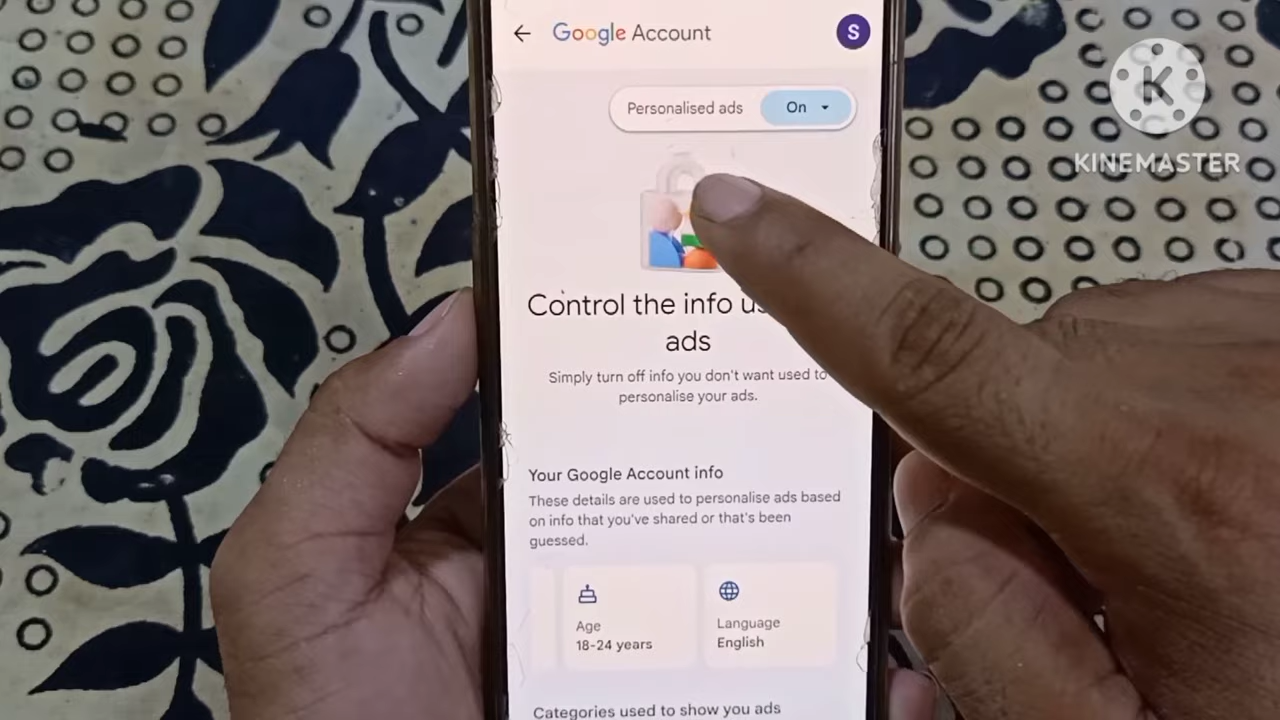 Google Account
S
Personalised ads
On
Control the info
ads
Simply turn off info you don't want used to
personalise your ads.
Your Google Account info
These details are used to personalise ads based
on info that you've shared or that's been
guessed.
Age
18-24 years
Language
English
Categories used to show you ads
K
KINEMASTER